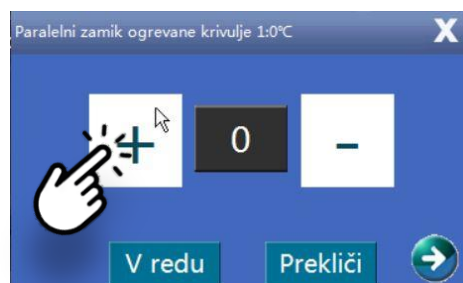 Paralelni zamik ogrevane krivulje 1:0℃ X
+ 0 -
V redu Prekliči